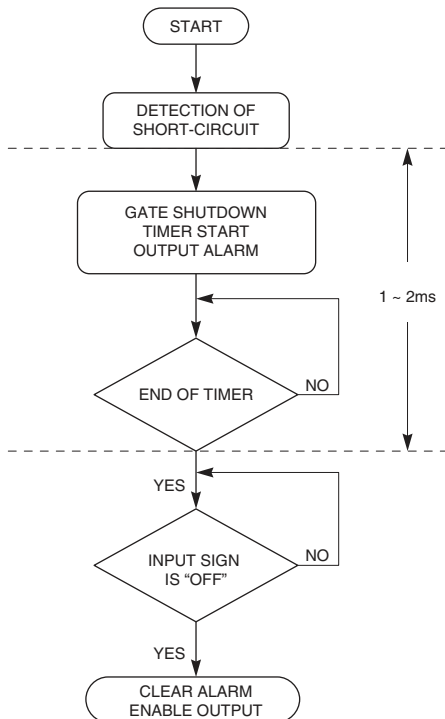 START
DETECTION OF
SHORT-CIRCUIT
GATE SHUTDOWN
TIMER START
OUTPUT ALARM
1 ~ 2ms
END OF TIMER
NO
YES
INPUT SIGN
IS “OFF”
NO
YES
CLEAR ALARM
ENABLE OUTPUT